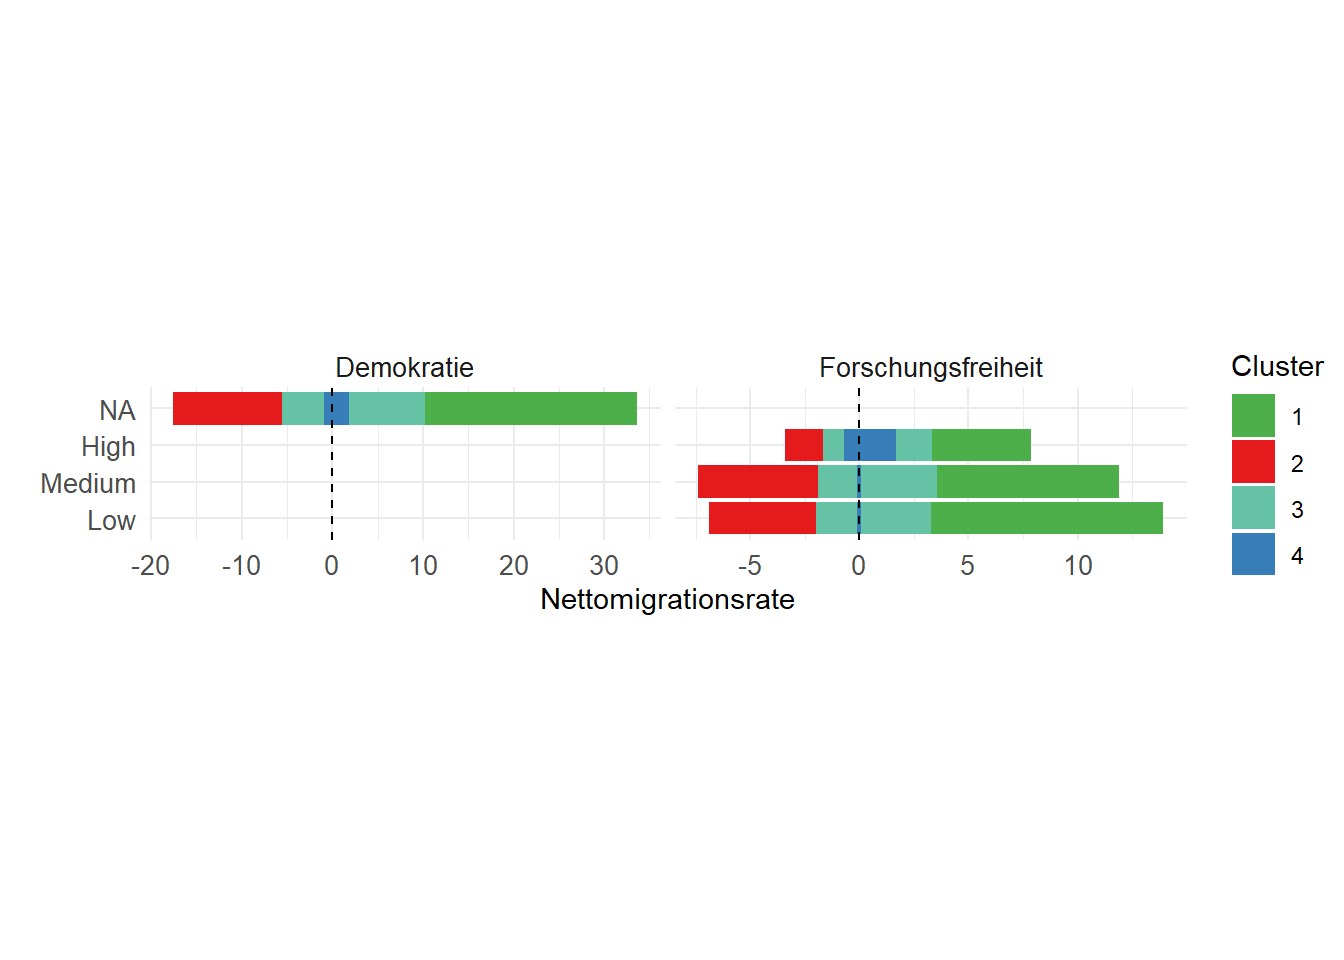 Demokratie
Forschungsfreiheit
NA
High
Medium
Low
-20 -10 0 10 20 30
-5 0 5 10
Nettomigrationsrate
Cluster
1
2
3
4